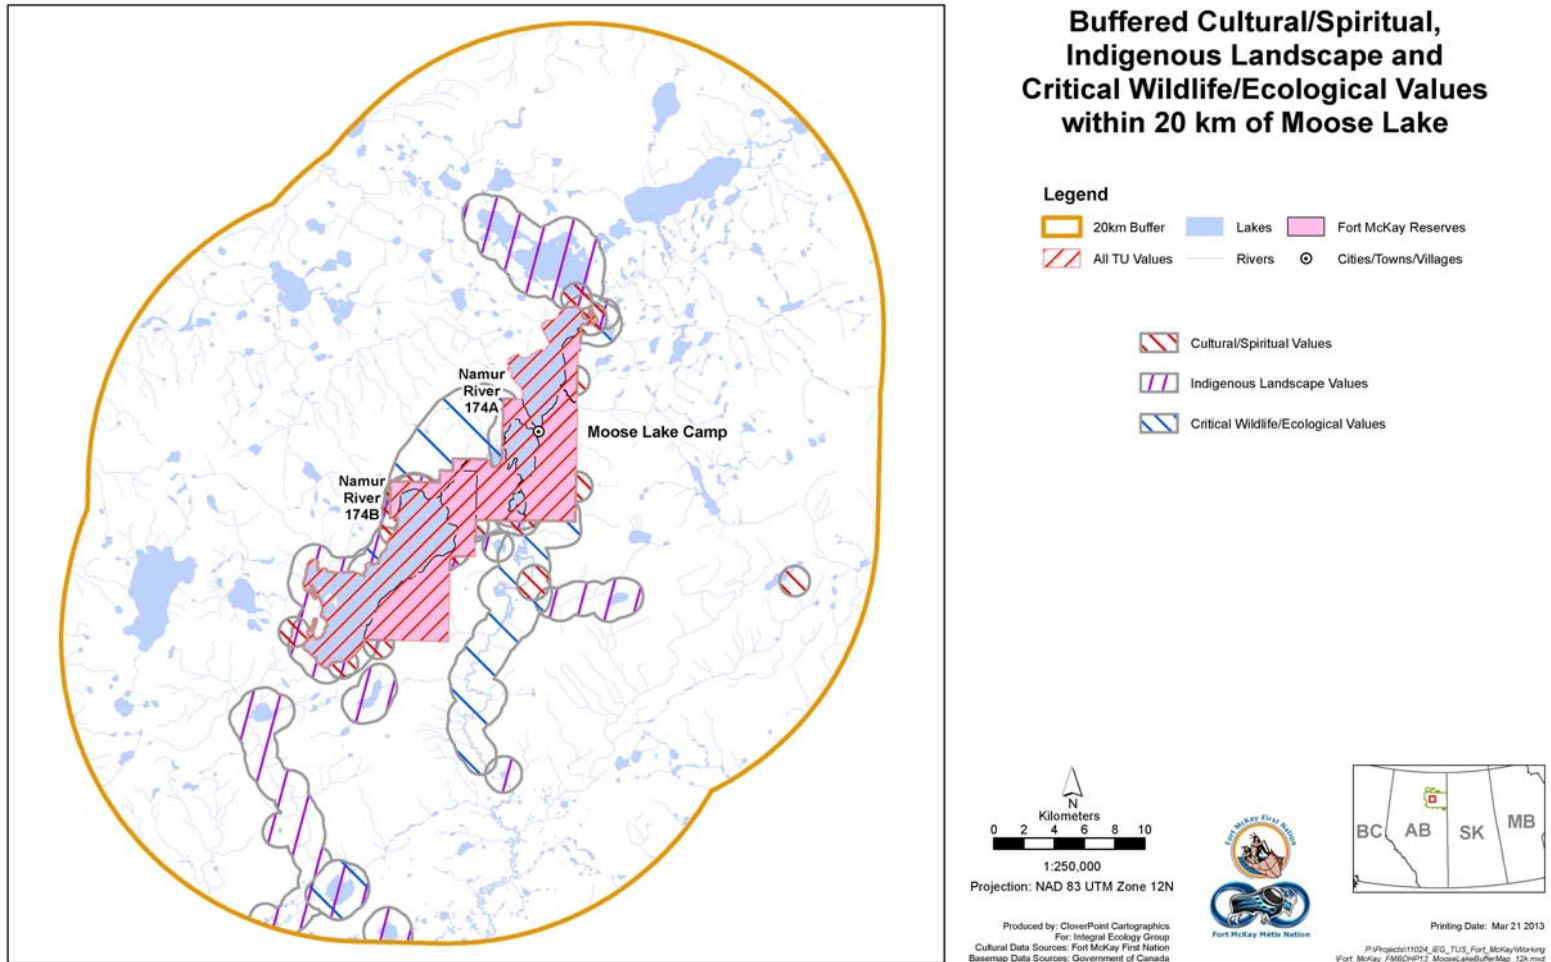 Buffered Cultural/Spiritual,
Indigenous Landscape and
Critical Wildlife/Ecological Values
within 20 km of Moose Lake
Legend
20km Buffer
Lakes
Fort McKay Reserves
All TU Values
Rivers
Cities/Towns/Villages
Cultural/Spiritual Values
Indigenous Landscape Values
Critical Wildlife/Ecological Values
Namur
River
174A
Moose Lake Camp
Namur
River
174B
N
Kilometers
0 2 4 6 8 10
1:250,000
Projection: NAD 83 UTM Zone 12N
Produced by: CloverPoint Cartographics
For: Integral Ecology Group
Cultural Data Sources: Fort McKay First Nation
Basemap Data Sources: Government of Canada
Fort McKay First Nation
Fort McKay Métis Nation
BC
AB
SK
MB
Printing Date: Mar 21 2013
P:\Projects\11024_IEG_TUS_Fort_McKay\Working
\Fort_McKay_FMBDHP13_MooseLakeBufferMap_12k.mxd